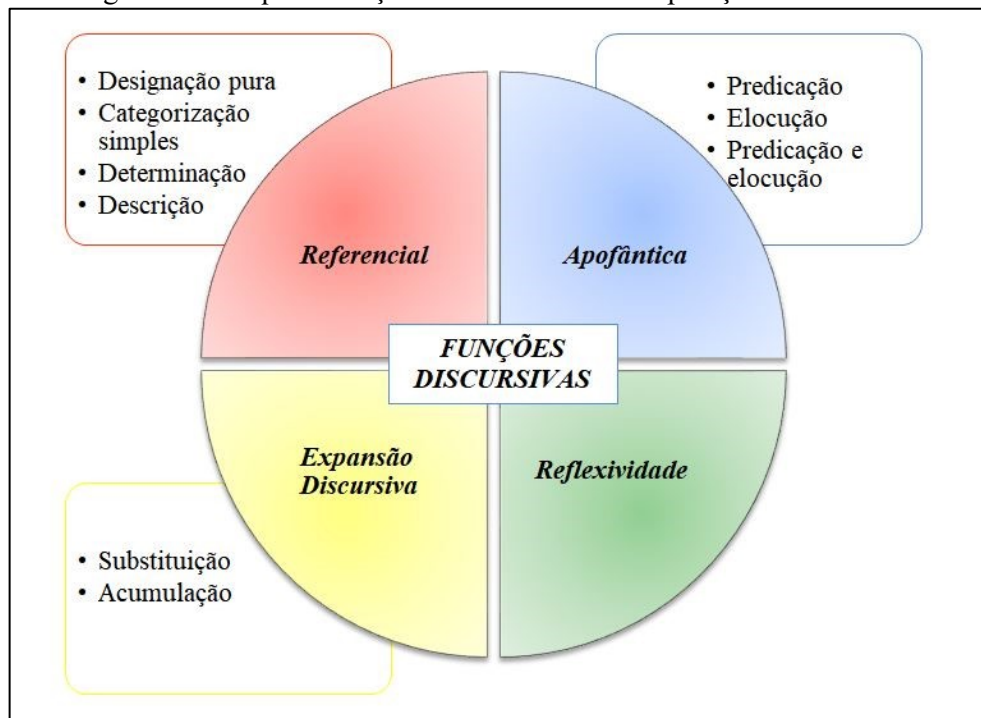 • Designação pura
• Categorização
simples
• Determinação
• Descrição
• Predicação
• Elocução
• Predicação e
elocução
Referencial
Apofântica
FUNÇÕES
DISCURSIVAS
Expansão
Discursiva
Reflexividade
• Substituição
• Acumulação